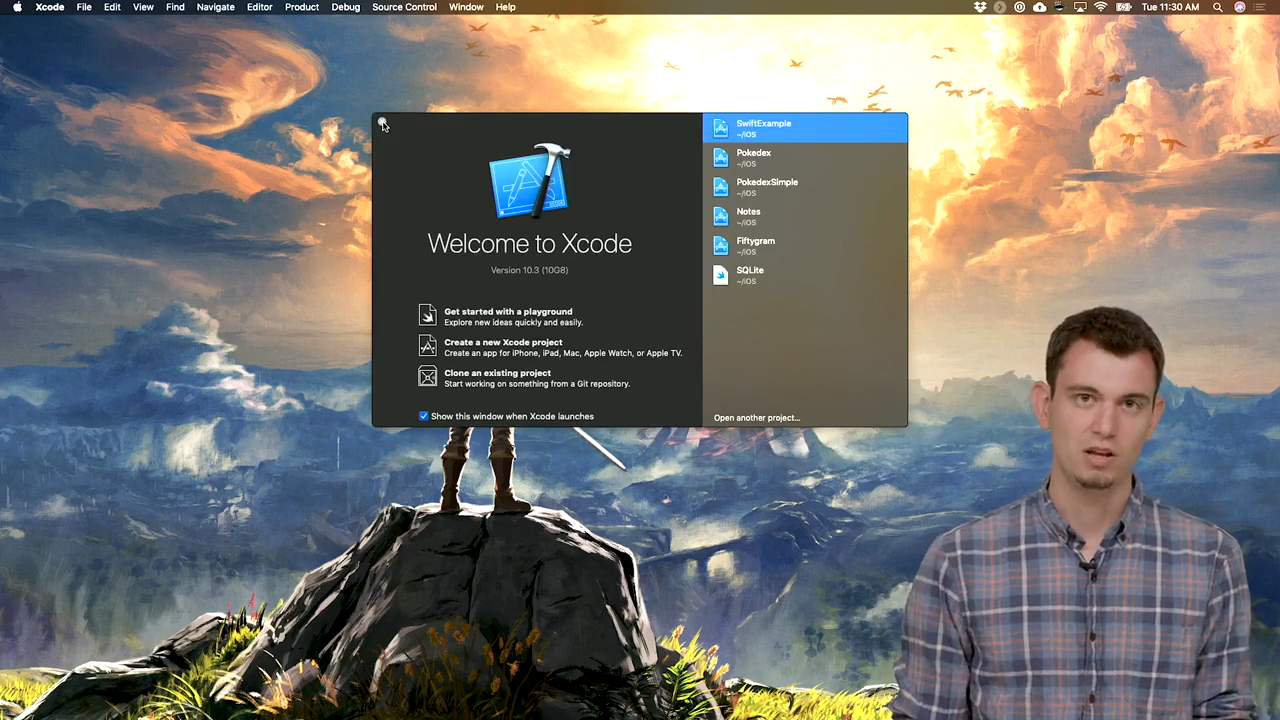 Xcode File Edit View Find Navigate Editor Product Debug Source Control Window Help Tue 11:30 AM
Welcome to Xcode
Version 10.3 (10G8)
Get started with a playground
Explore new ideas quickly and easily.
Create a new Xcode project
Create an app for iPhone, iPad, Mac, Apple Watch, or Apple TV.
Clone an existing project
Start working on something from a Git repository.
Show this window when Xcode launches
SwiftExample
~/iOS
Pokedex
~/iOS
PokedexSimple
~/iOS
Notes
~/iOS
Fiftygram
~/iOS
SQLite
~/iOS
Open another project...